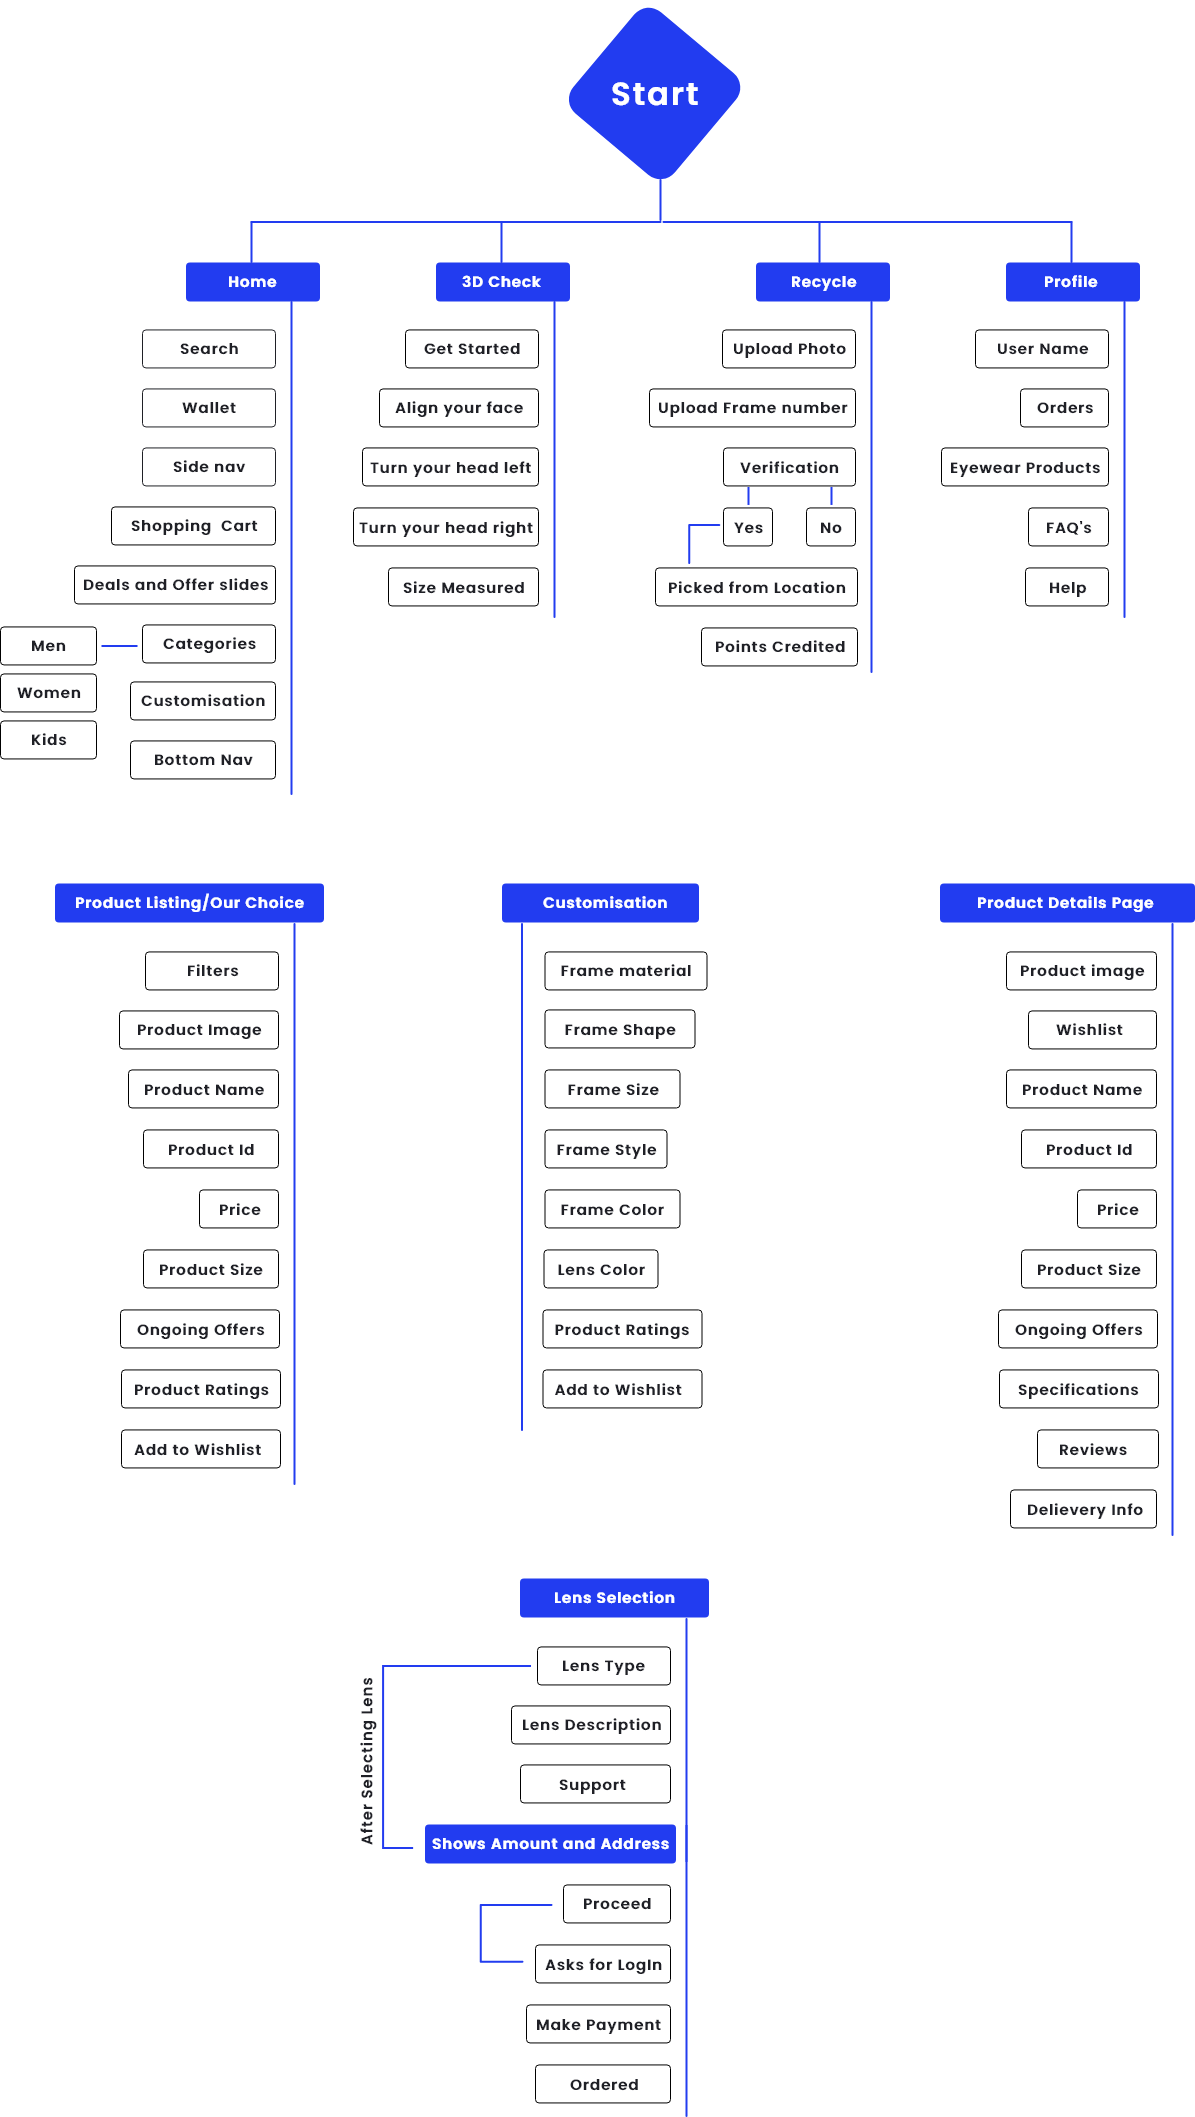 Start
Home
Search
Wallet
Side nav
Shopping Cart
Deals and Offer slides
Categories
Men
Women
Kids
Customisation
Bottom Nav
3D Check
Get Started
Align your face
Turn your head left
Turn your head right
Size Measured
Recycle
Upload Photo
Upload Frame number
Verification
Yes
No
Picked from Location
Points Credited
Profile
User Name
Orders
Eyewear Products
FAQ's
Help
Product Listing/Our Choice
Filters
Product Image
Product Name
Product Id
Price
Product Size
Ongoing Offers
Product Ratings
Add to Wishlist
Customisation
Frame material
Frame Shape
Frame Size
Frame Style
Frame Color
Lens Color
Product Ratings
Add to Wishlist
Product Details Page
Product image
Wishlist
Product Name
Product Id
Price
Product Size
Ongoing Offers
Specifications
Reviews
Delievery Info
Lens Selection
Lens Type
Lens Description
Support
After Selecting Lens
Shows Amount and Address
Proceed
Asks for LogIn
Make Payment
Ordered